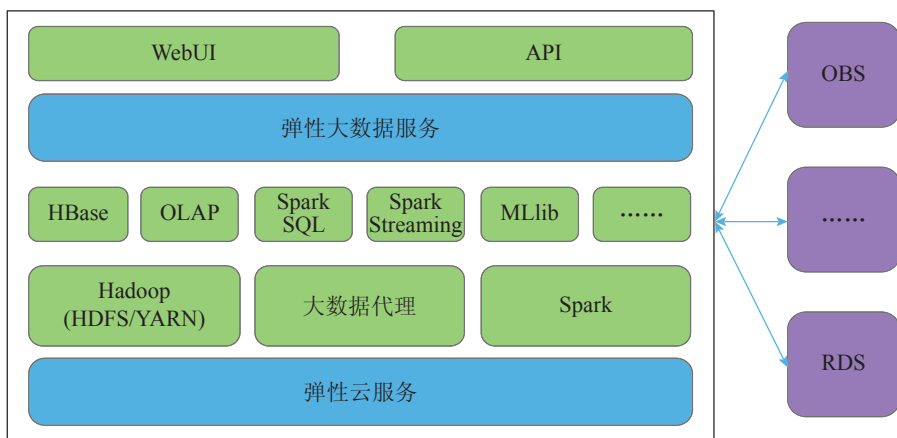 WebUI
API
OBS
弹性大数据服务
HBase
OLAP
Spark
SQL
Spark
Streaming
MLlib
……
……
Hadoop
(HDFS/YARN)
大数据代理
Spark
RDS
弹性云服务